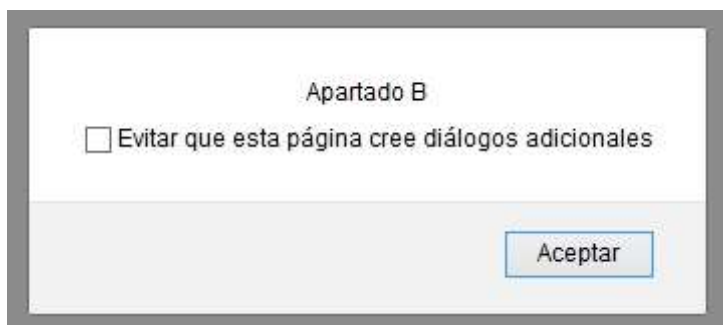 Apartado B
Evitar que esta página cree diálogos adicionales
Aceptar